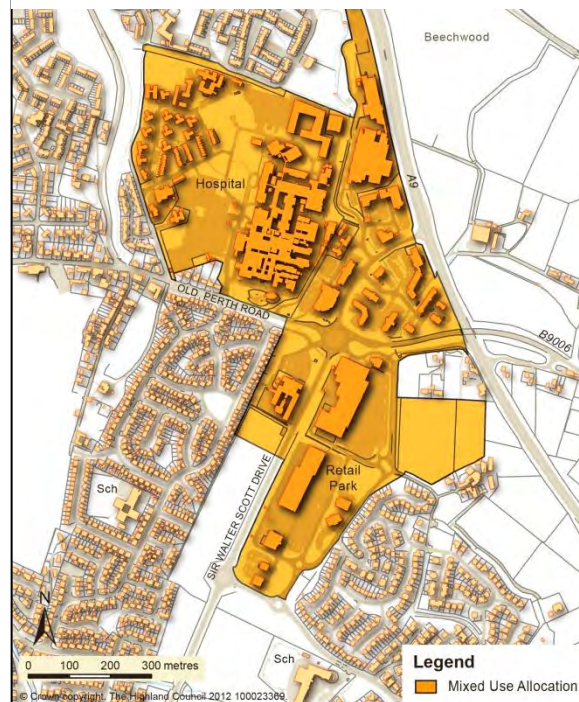 Beechwood
A9
Hospital
OLD PERTH ROAD
B9006
Retail
Park
SIR WALTER SCOTT DRIVE
Sch
N
0 100 200 300 metres
Sch
© Crown copyright. The Highland Council 2012 100023369
Legend
Mixed Use Allocation